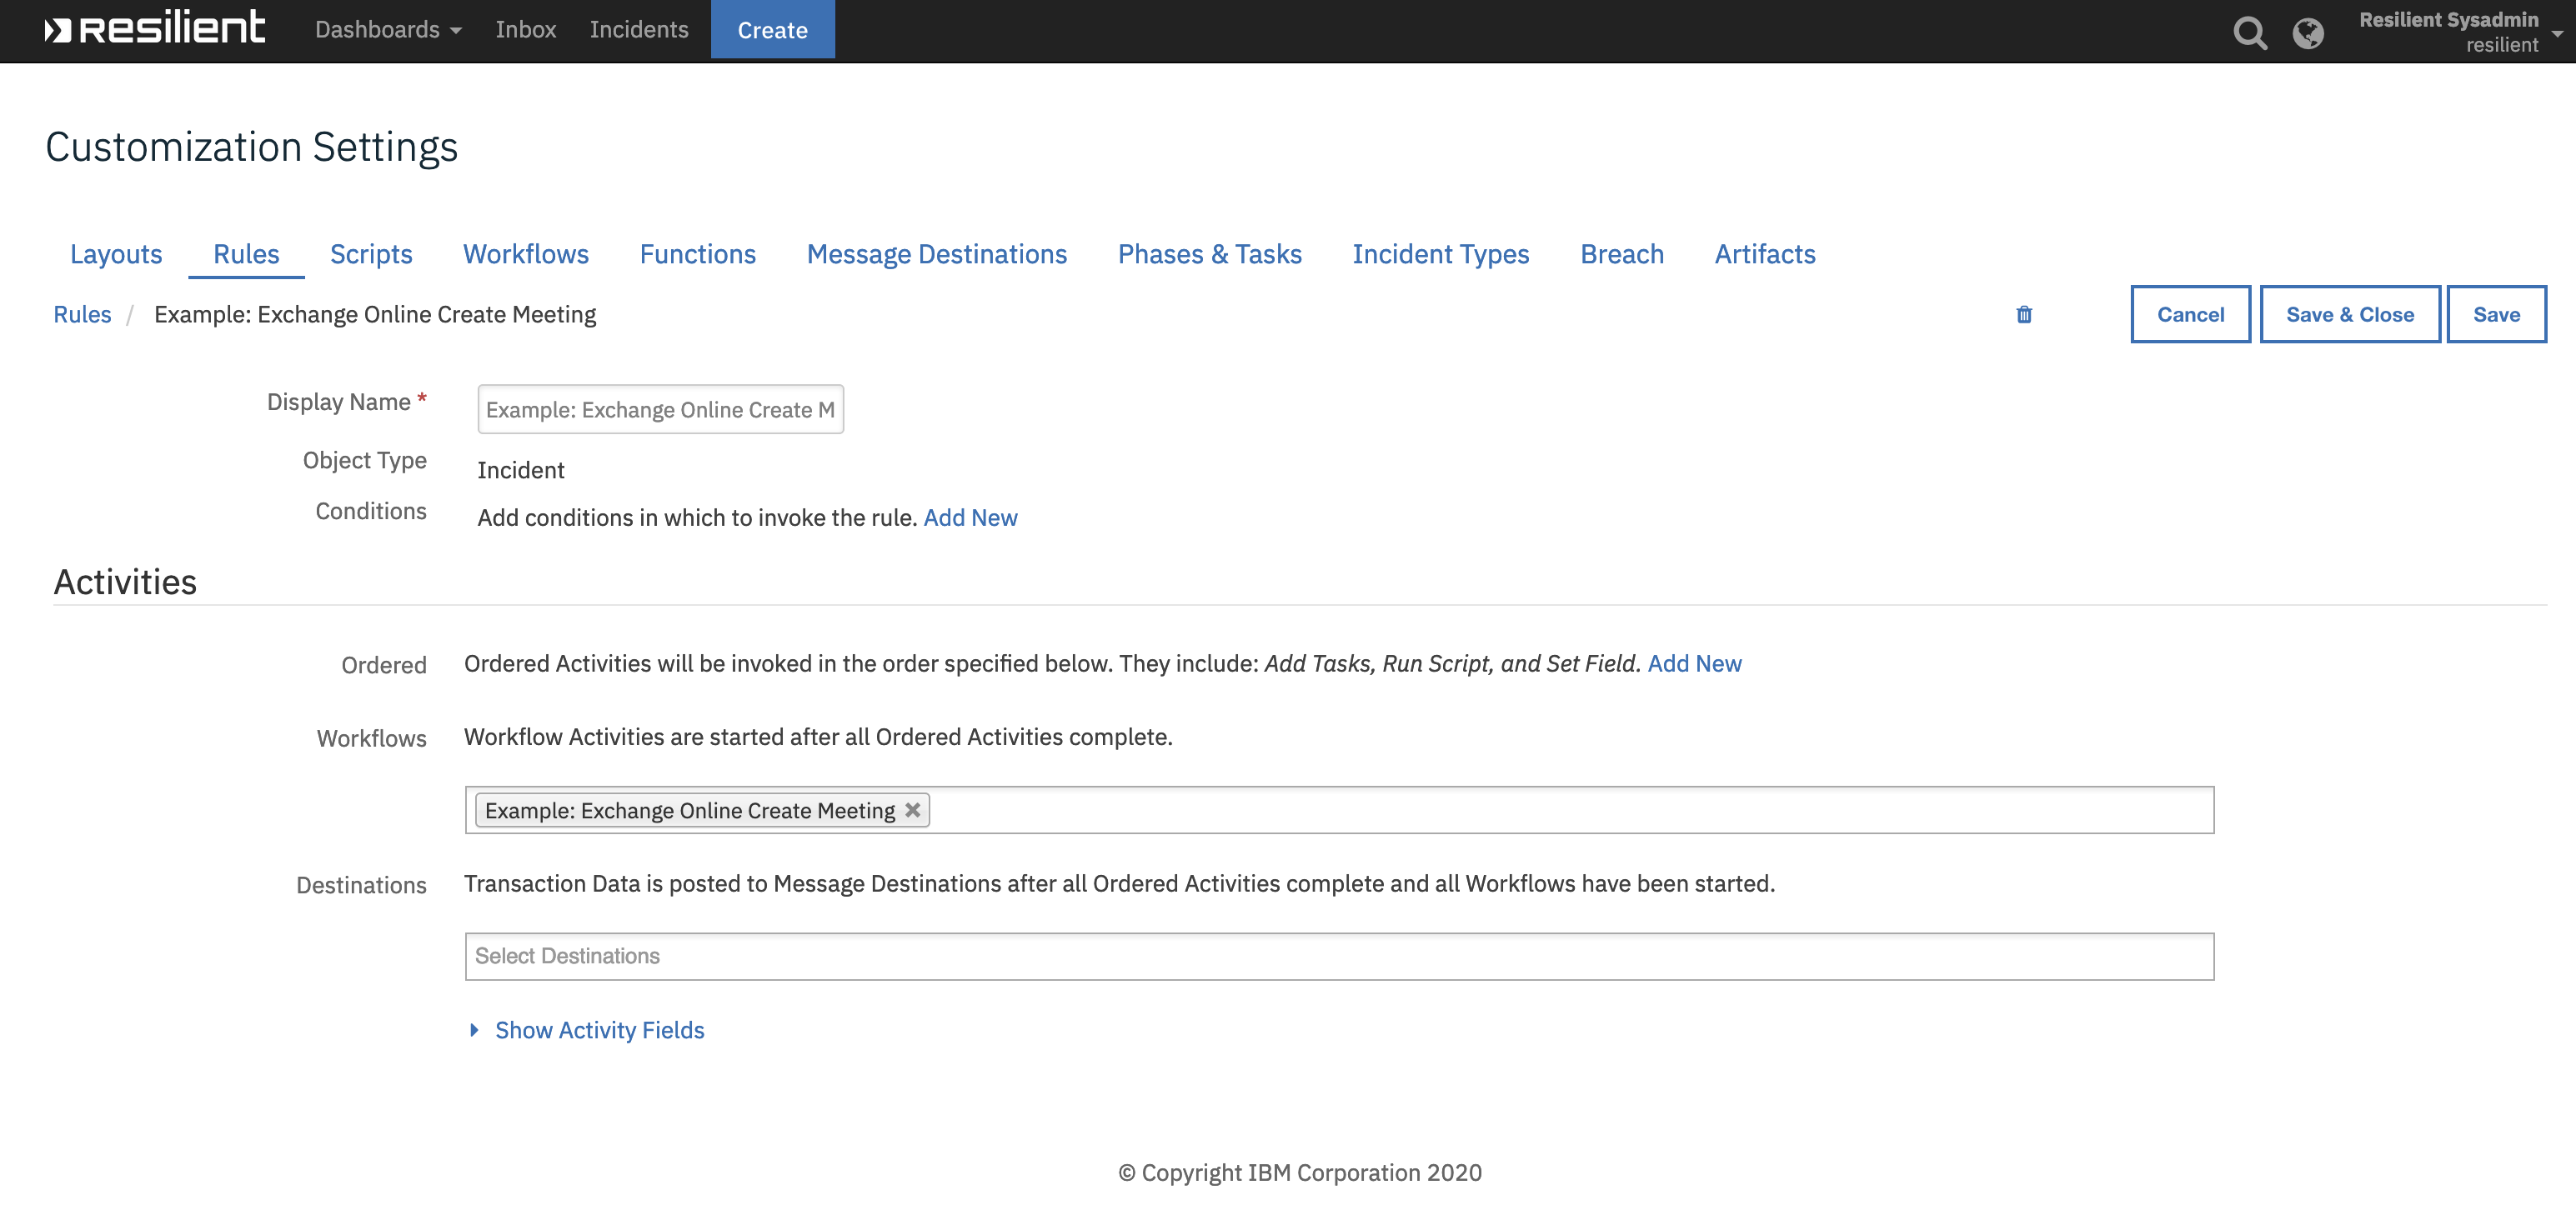 resilient Dashboards Inbox Incidents Create Resilient Sysadmin
resilient
Customization Settings
Layouts Rules Scripts Workflows Functions Message Destinations Phases & Tasks Incident Types Breach Artifacts
Rules / Example: Exchange Online Create Meeting Cancel Save & Close Save
Display Name * Example: Exchange Online Create M
Object Type Incident
Conditions Add conditions in which to invoke the rule. Add New
Activities
Ordered Ordered Activities will be invoked in the order specified below. They include: Add Tasks, Run Script, and Set Field. Add New
Workflows Workflow Activities are started after all Ordered Activities complete.
Example: Exchange Online Create Meeting
Destinations Transaction Data is posted to Message Destinations after all Ordered Activities complete and all Workflows have been started.
Select Destinations
Show Activity Fields
© Copyright IBM Corporation 2020